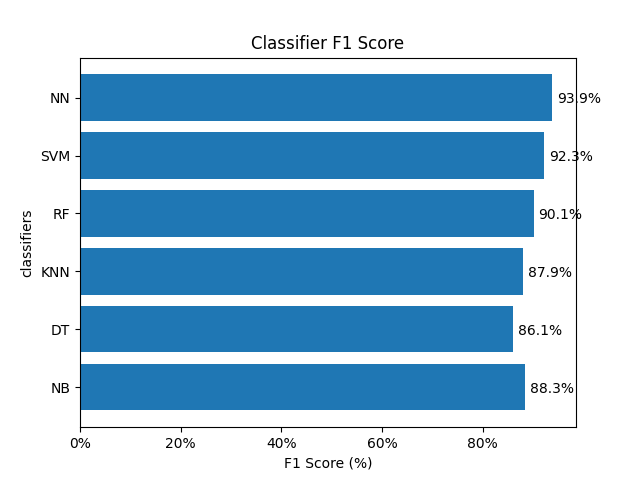 Classifier F1 Score
NN 93.9%
SVM 92.3%
RF 90.1%
classifiers
KNN 87.9%
DT 86.1%
NB 88.3%
0% 20% 40% 60% 80%
F1 Score (%)